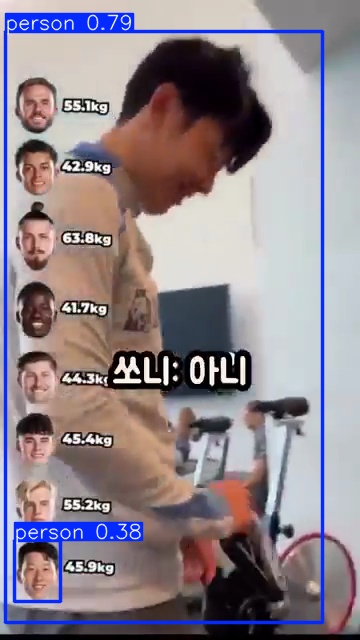 person 0.79
55.1kg
42.9kg
63.8kg
41.7kg
44.3kg
쏘니: 아니
45.4kg
55.2kg
person 0.38
45.9kg